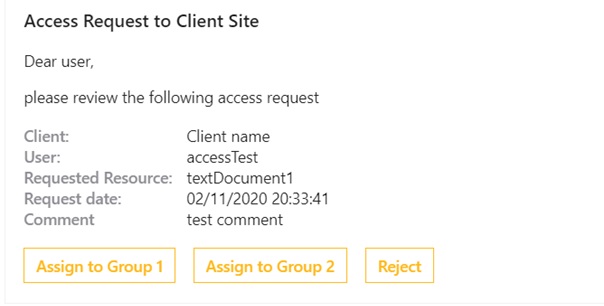 Access Request to Client Site
Dear user,
please review the following access request
Client: Client name
User: accessTest
Requested Resource: textDocument1
Request date: 02/11/2020 20:33:41
Comment test comment
Assign to Group 1 Assign to Group 2 Reject